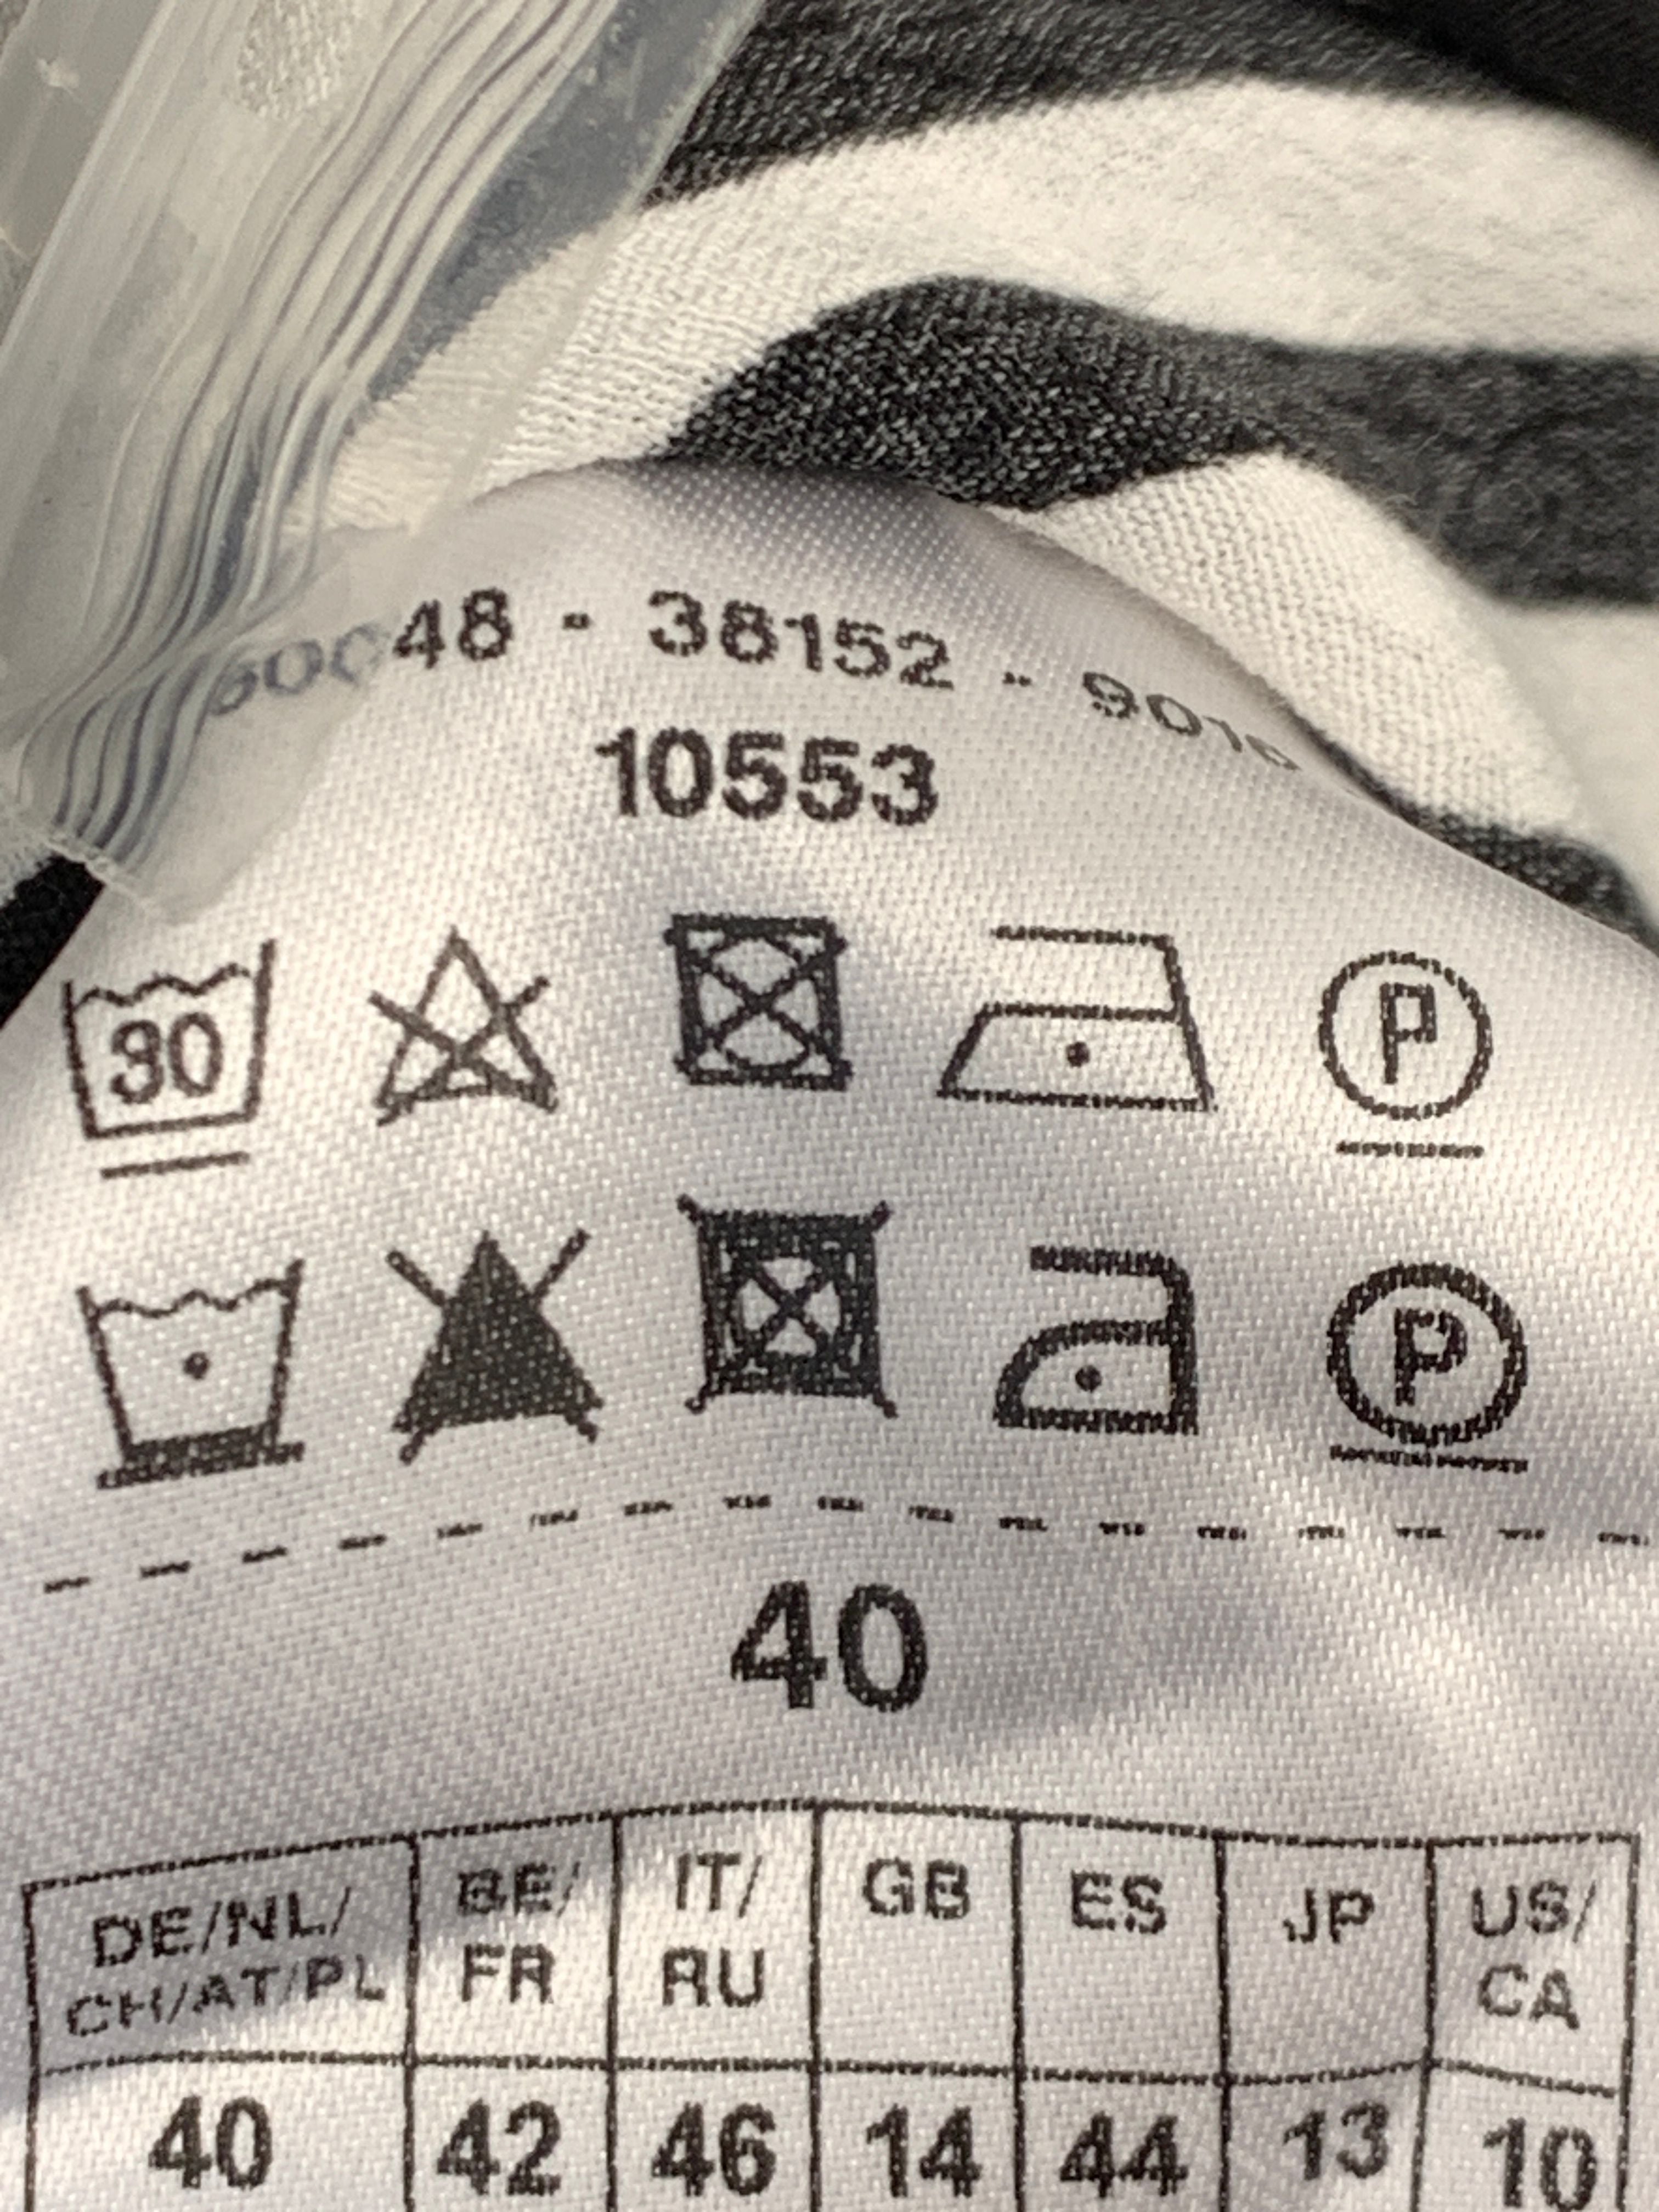 48 - 38152 -
10553
30 P
P
40
DE/NL/ CH/AT/PL BE/ FR IT/ RU GB ES JP US/ CA
40 42 46 14 44 13 10